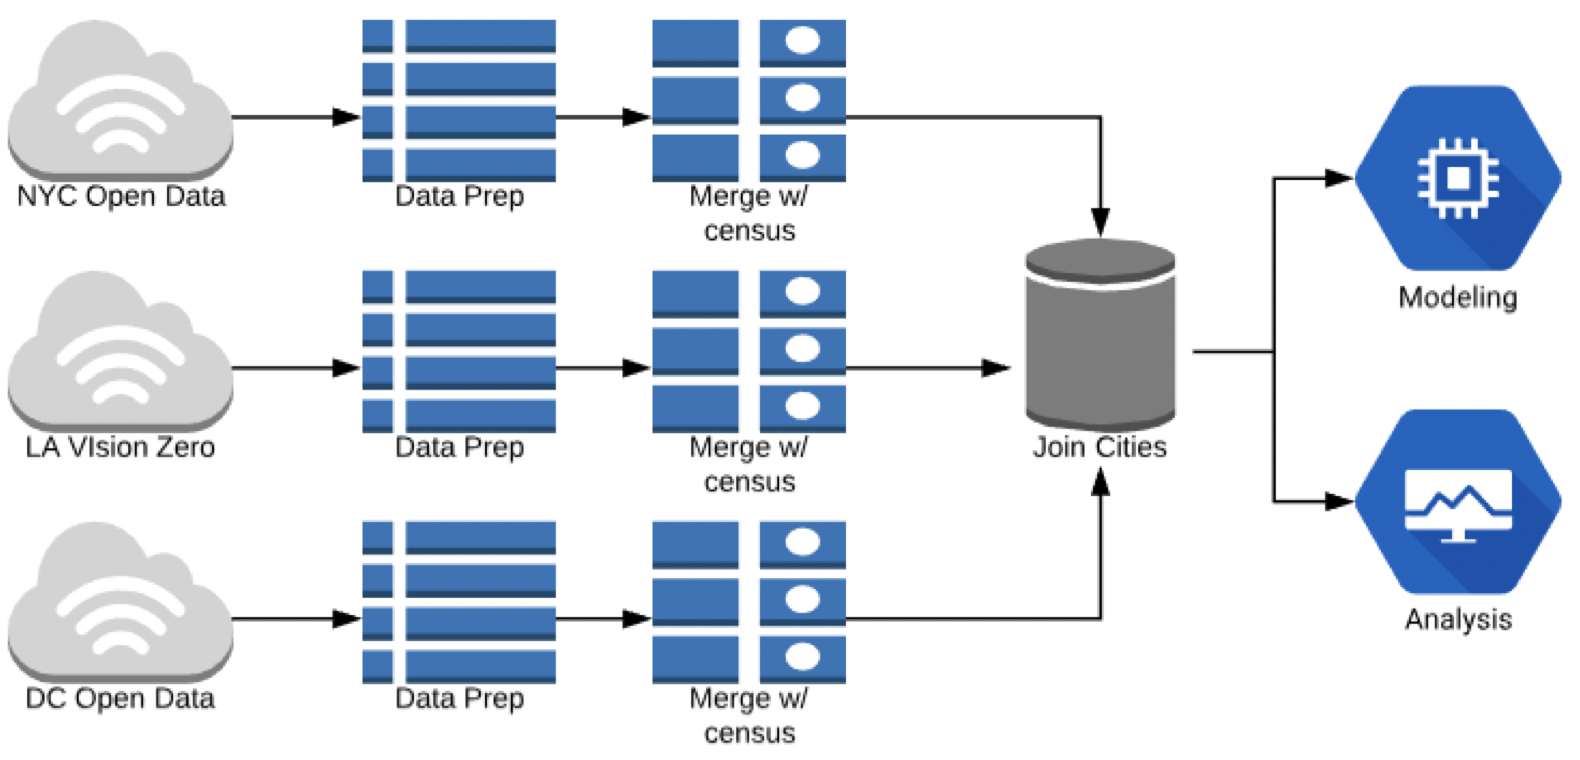 NYC Open Data
Data Prep
Merge w/
census
LA VIsion Zero
Data Prep
Merge w/
census
DC Open Data
Data Prep
Merge w/
census
Join Cities
Modeling
Analysis